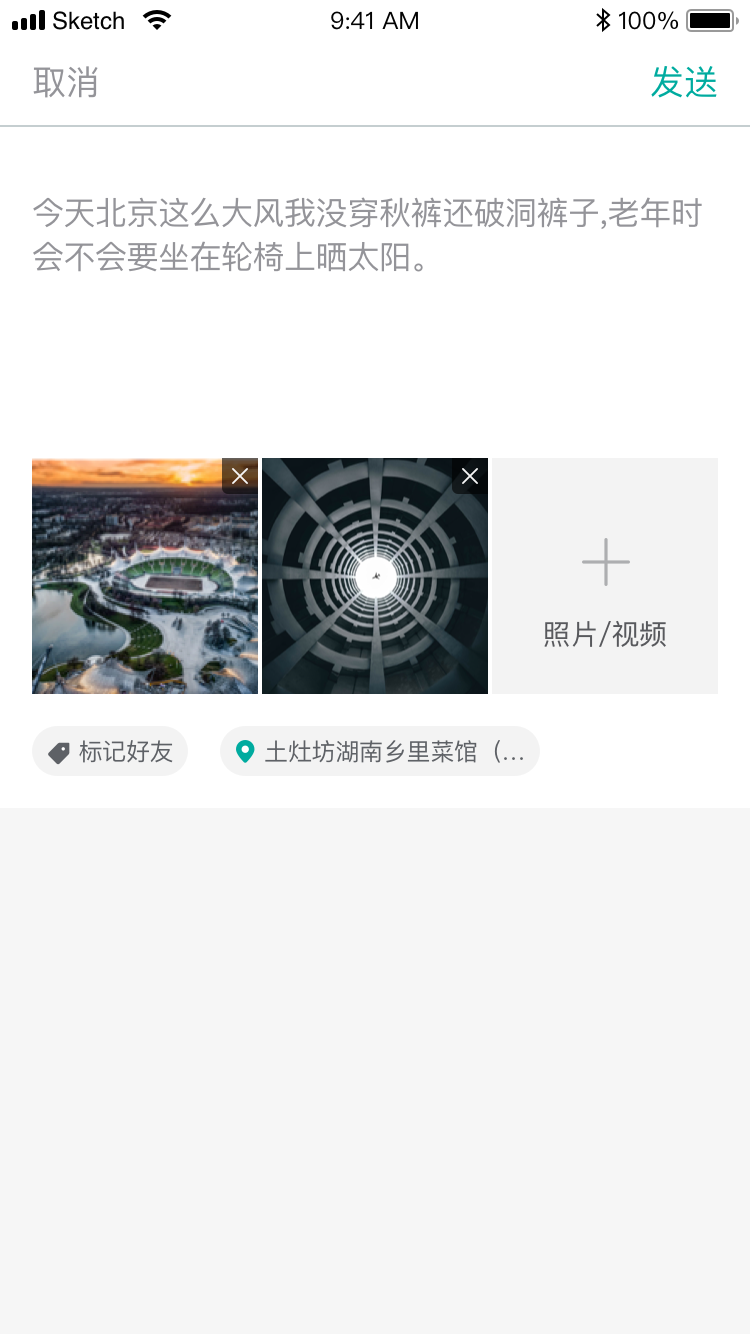 Sketch 9:41 AM 100%
取消 发送
今天北京这么大风我没穿秋裤还破洞裤子,老年时
会不会要坐在轮椅上晒太阳。
照片/视频
标记好友 土灶坊湖南乡里菜馆（...